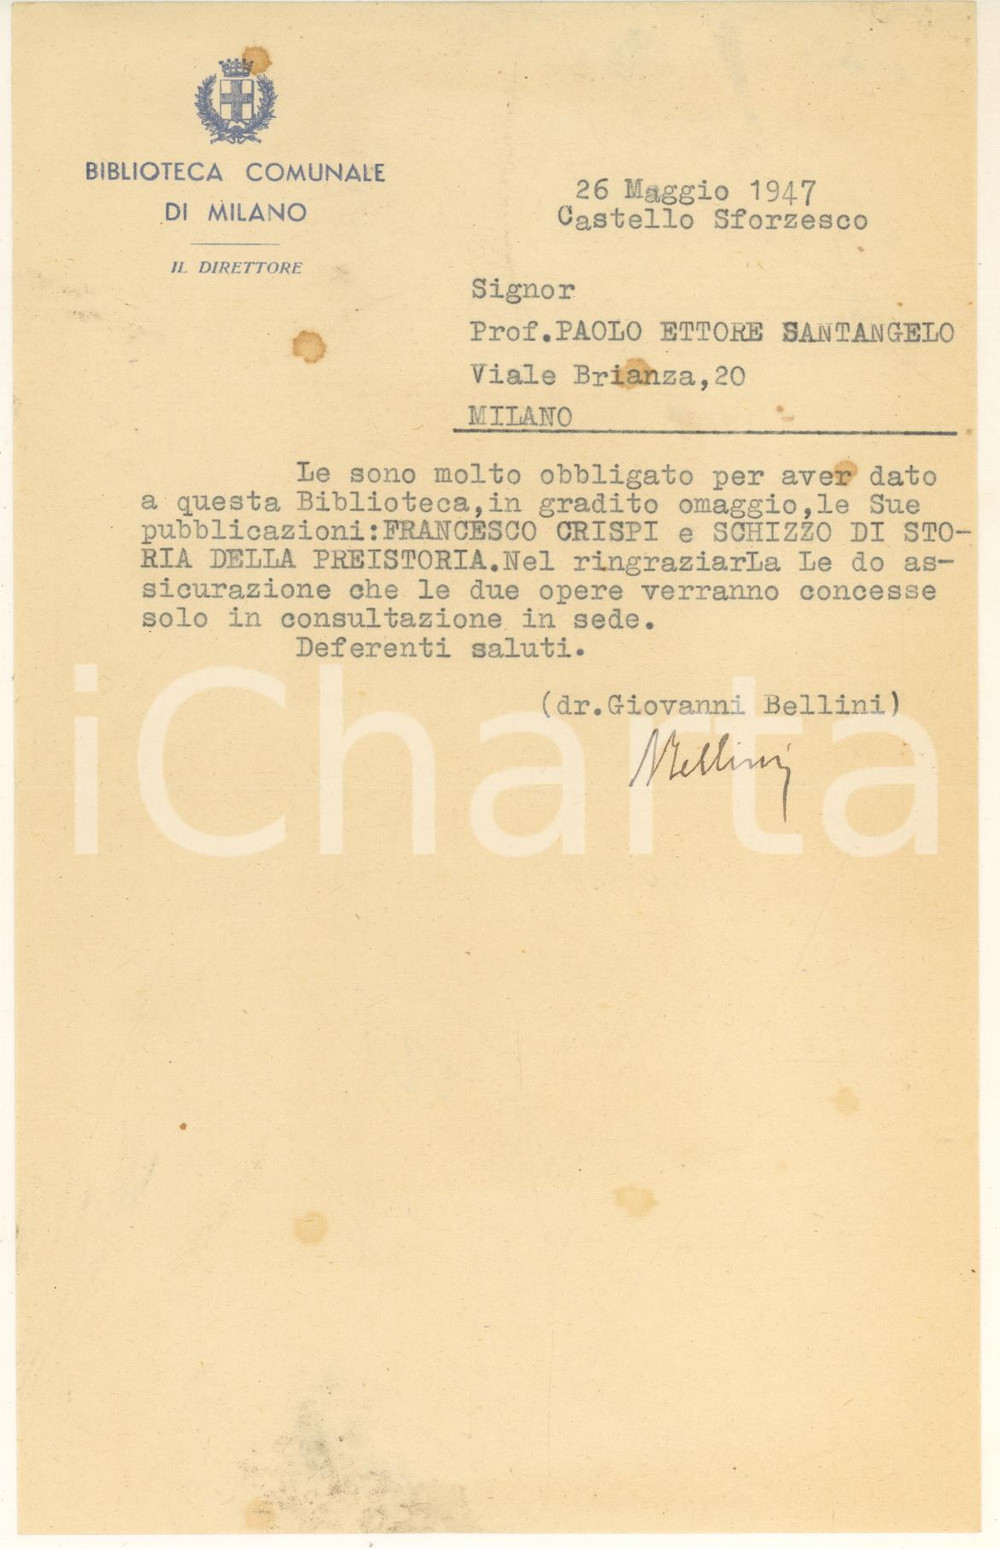 BIBLIOTECA COMUNALE
DI MILANO
IL DIRETTORE
26 Maggio 1947
Castello Sforzesco
Signor
Prof.PAOLO ETTORE SANTANGELO
Viale Brianza,20
MILANO
Le sono molto obbligato per aver dato
a questa Biblioteca,in gradito omaggio,le Sue
pubblicazioni:FRANCESCO CRISPI e SCHIZZO DI STO-
RIA DELLA PREISTORIA.Nel ringraziarLa Le do as-
sicurazione che le due opere verranno concesse
solo in consultazione in sede.
Deferenti saluti.
(dr.Giovanni Bellini)
Bellini
iCharta